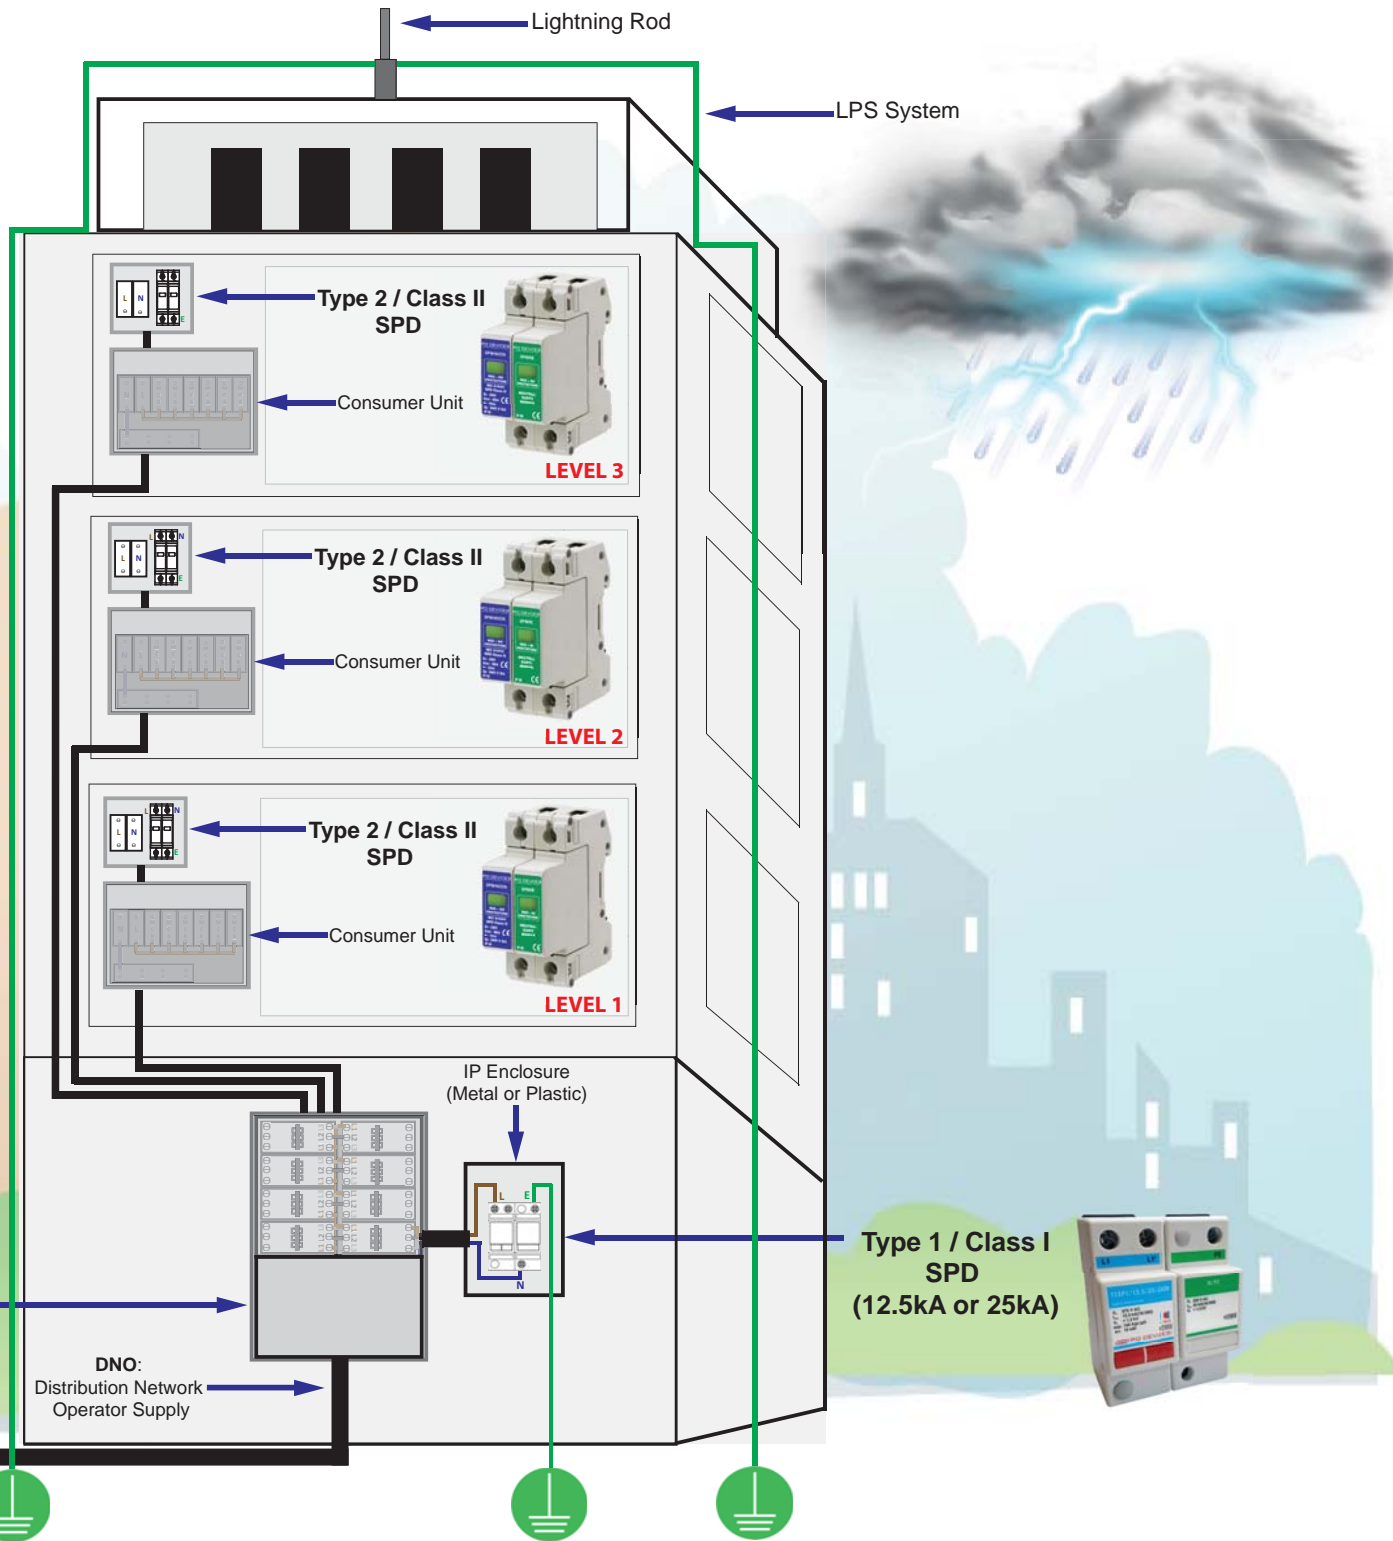 Lightning Rod
LPS System
L N
E
Type 2 / Class II
SPD
Consumer Unit
LEVEL 3
L N
L N
E
Type 2 / Class II
SPD
Consumer Unit
LEVEL 2
L N
L N
E
Type 2 / Class II
SPD
Consumer Unit
LEVEL 1
IP Enclosure
(Metal or Plastic)
L E
N
Type 1 / Class I
SPD
(12.5kA or 25kA)
DNO:
Distribution Network
Operator Supply